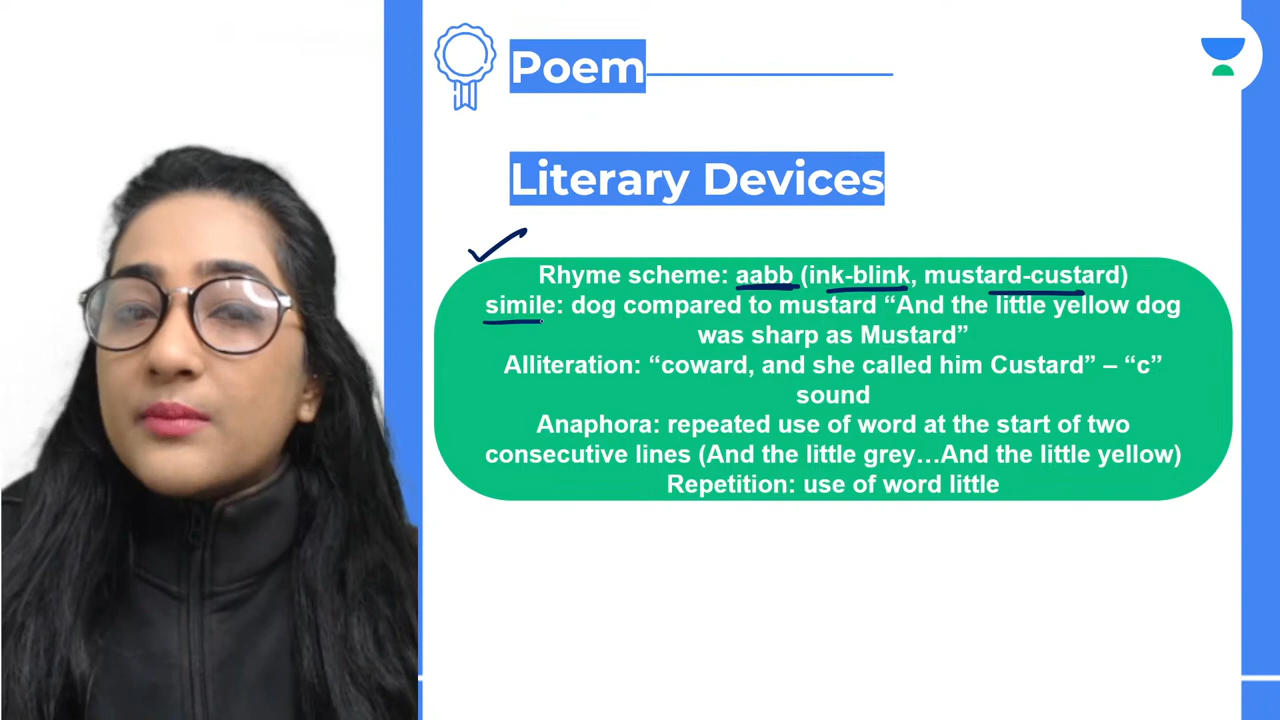 Poem
Literary Devices
Rhyme scheme: aabb (ink-blink, mustard-custard)
simile: dog compared to mustard “And the little yellow dog
was sharp as Mustard”
Alliteration: “coward, and she called him Custard” – “c”
sound
Anaphora: repeated use of word at the start of two
consecutive lines (And the little grey…And the little yellow)
Repetition: use of word little